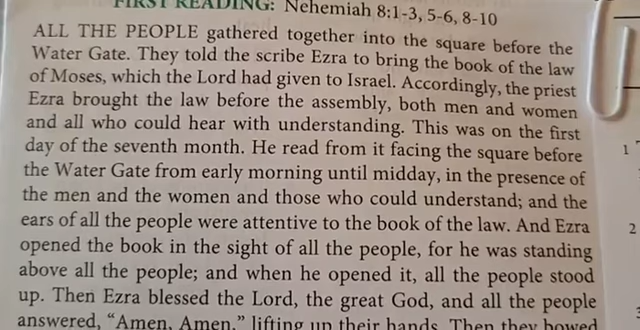 FIRST READING: Nehemiah 8:1-3, 5-6, 8-10
ALL THE PEOPLE gathered together into the square before the
Water Gate. They told the scribe Ezra to bring the book of the law
of Moses, which the Lord had given to Israel. Accordingly, the priest
Ezra brought the law before the assembly, both men and women
and all who could hear with understanding. This was on the first
day of the seventh month. He read from it facing the square before
the Water Gate from early morning until midday, in the presence of
the men and the women and those who could understand; and the
ears of all the people were attentive to the book of the law. And Ezra
opened the book in the sight of all the people, for he was standing
above all the people; and when he opened it, all the people stood
up. Then Ezra blessed the Lord, the great God, and all the people
answered, “Amen, Amen,” lifting up their hands. Then they bowed
1
2